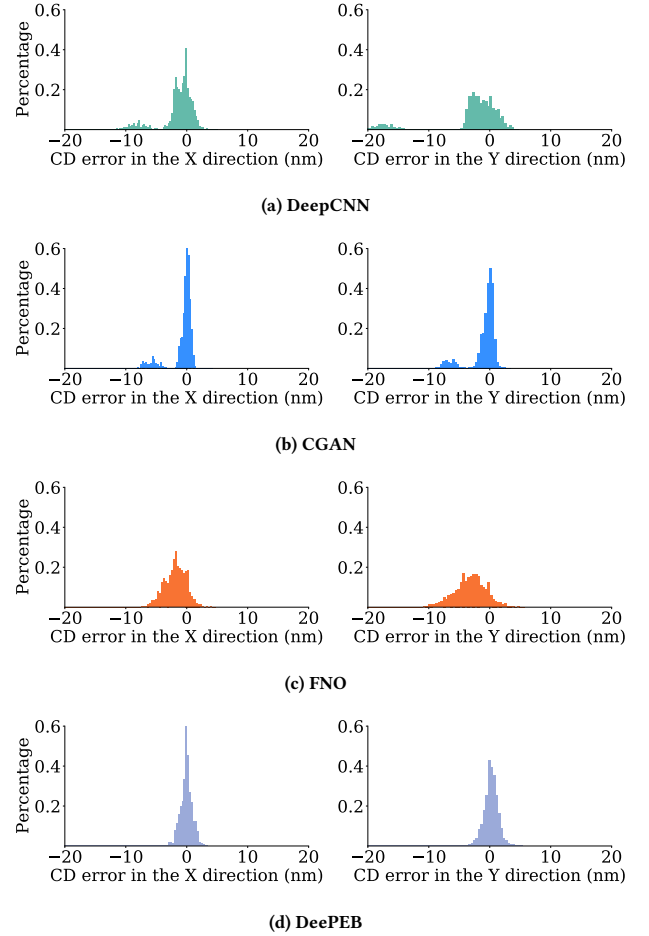 0.6
0.6
Percentage
0.4
0.4
0.2
0.2
−20 −10 0 10 20
−20 −10 0 10 20
CD error in the X direction (nm)
CD error in the Y direction (nm)
(a) DeepCNN
0.6
0.6
Percentage
0.4
0.4
0.2
0.2
−20 −10 0 10 20
−20 −10 0 10 20
CD error in the X direction (nm)
CD error in the Y direction (nm)
(b) CGAN
0.6
0.6
Percentage
0.4
0.4
0.2
0.2
−20 −10 0 10 20
−20 −10 0 10 20
CD error in the X direction (nm)
CD error in the Y direction (nm)
(c) FNO
0.6
0.6
Percentage
0.4
0.4
0.2
0.2
−20 −10 0 10 20
−20 −10 0 10 20
CD error in the X direction (nm)
CD error in the Y direction (nm)
(d) DeePEB